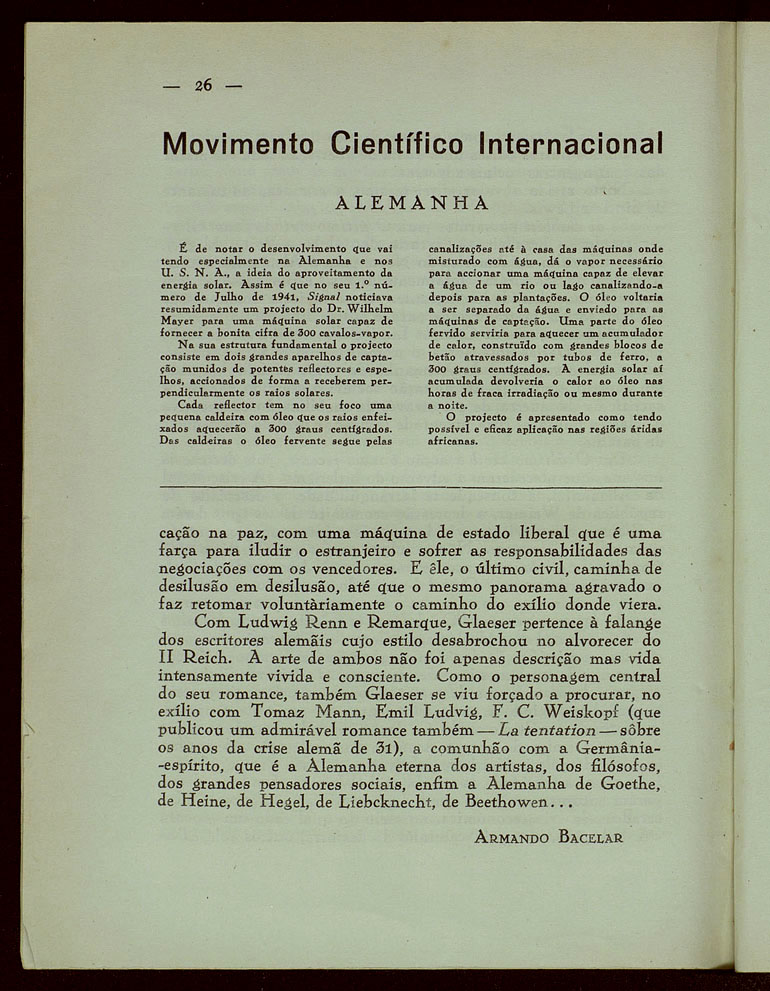 — 26 —
Movimento Científico Internacional
ALEMANHA
É de notar o desenvolvimento que vai
tendo especialmente na Alemanha e nos
U. S. N. A., a ideia do aproveitamento da
energia solar. Assim é que no seu 1.º nú-
mero de Julho de 1941, Signal noticiava
resumidamente um projecto do Dr. Wilhelm
Mayer para uma máquina solar capaz de
fornecer a bonita cifra de 300 cavalos-vapor.
Na sua estrutura fundamental o projecto
consiste em dois grandes aparelhos de capta-
ção munidos de potentes reflectores e espe-
lhos, accionados de forma a receberem per-
pendicularmente os raios solares.
Cada reflector tem no seu foco uma
pequena caldeira com óleo que os raios enfei-
xados aquecerão a 300 graus centígrados.
Das caldeiras o óleo fervente segue pelas
canalizações até à casa das máquinas onde
misturado com água, dá o vapor necessário
para accionar uma máquina capaz de elevar
a água de um rio ou lago canalizando-a
depois para as plantações. O óleo voltaria
a ser separado da água e enviado para as
máquinas de captação. Uma parte do óleo
fervido serviria para aquecer um acumulador
de calor, construído com grandes blocos de
betão atravessados por tubos de ferro, a
300 graus centígrados. A energia solar aí
acumulada devolveria o calor ao óleo nas
horas de fraca irradiação ou mesmo durante
a noite.
O projecto é apresentado como tendo
possível e eficaz aplicação nas regiões áridas
africanas.
cação na paz, com uma máquina de estado liberal que é uma
farça para iludir o estranjeiro e sofrer as responsabilidades das
negociações com os vencedores. E êle, o último civil, caminha de
desilusão em desilusão, até que o mesmo panorama agravado o
faz retomar voluntàriamente o caminho do exílio donde viera.
Com Ludwig Renn e Remarque, Glaeser pertence à falange
dos escritores alemãis cujo estilo desabrochou no alvorecer do
II Reich. A arte de ambos não foi apenas descrição mas vida
intensamente vivida e consciente. Como o personagem central
do seu romance, também Glaeser se viu forçado a procurar, no
exílio com Tomaz Mann, Emil Ludvig, F. C. Weiskopf (que
publicou um admirável romance também — La tentation — sôbre
os anos da crise alemã de 31), a comunhão com a Germânia-
-espírito, que é a Alemanha eterna dos artistas, dos filósofos,
dos grandes pensadores sociais, enfim a Alemanha de Goethe,
de Heine, de Hegel, de Liebcknecht, de Beethowen...
ARMANDO BACELAR